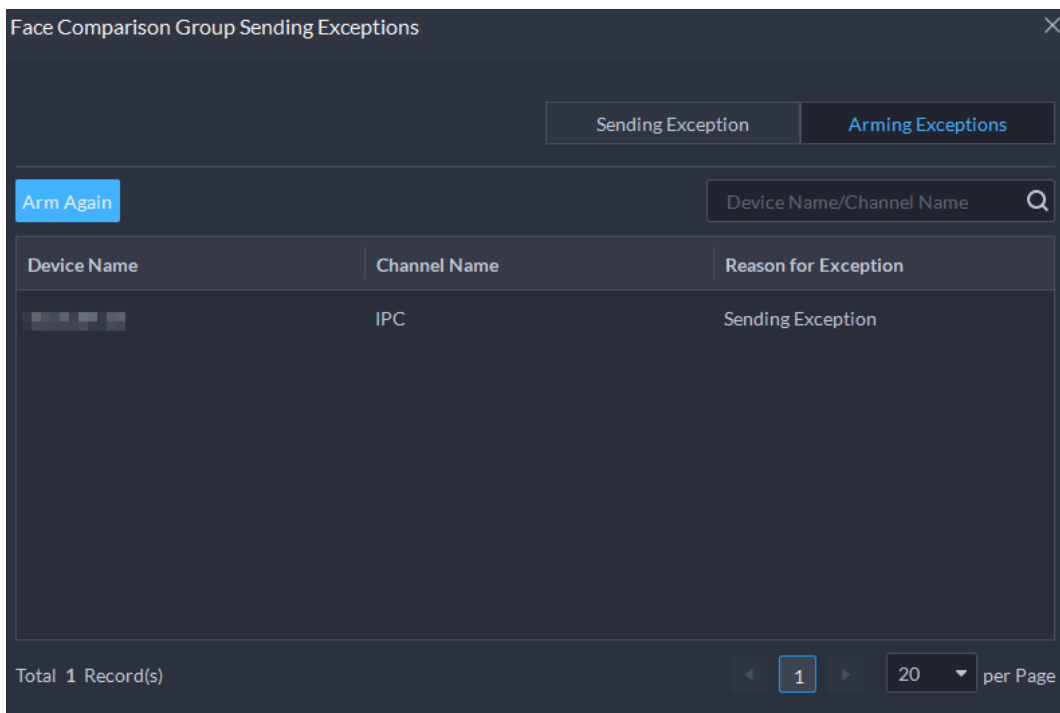 Face Comparison Group Sending Exceptions
Sending Exception Arming Exceptions
Arm Again Device Name/Channel Name
Device Name Channel Name Reason for Exception
IPC Sending Exception
Total 1 Record(s) 1 20 per Page